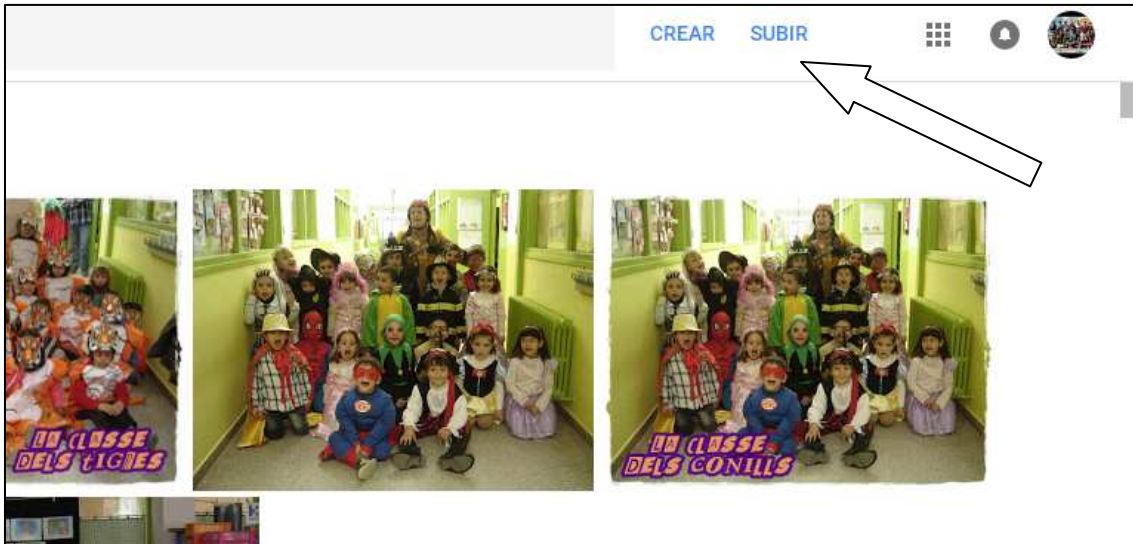 CREAR SUBIR
LA CLASSE
DELS TIGRES
LA CLASSE
DELS CONILLS